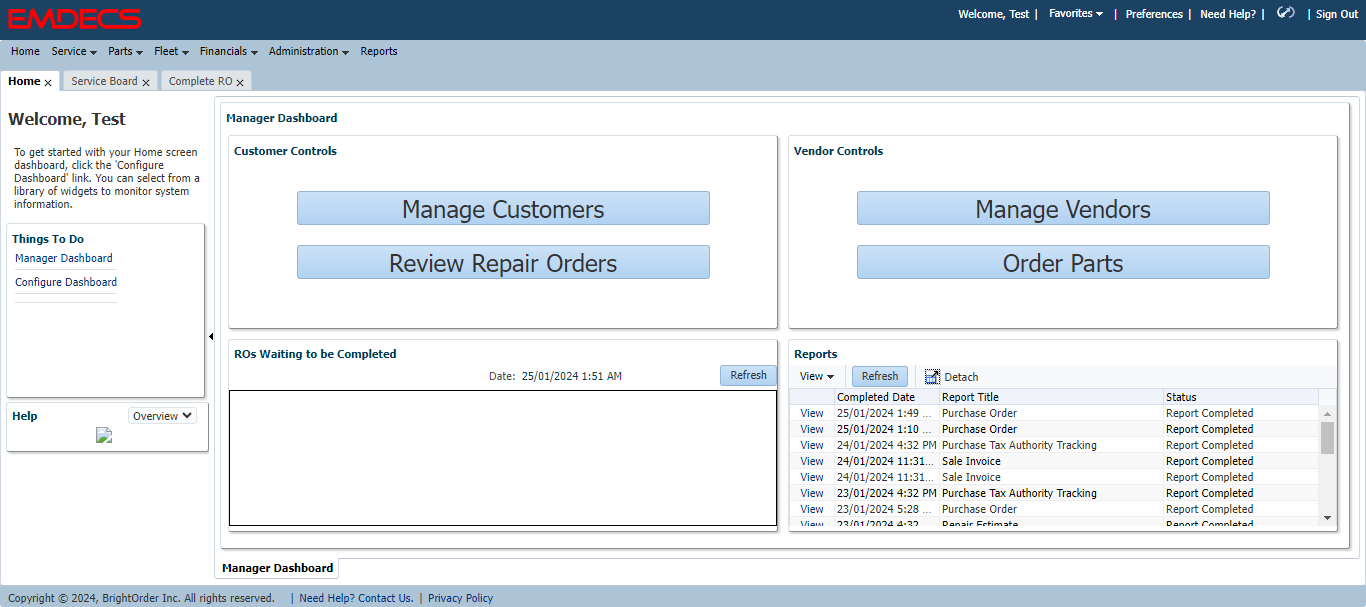 EMDECS
Welcome, Test | Favorites | Preferences | Need Help? | | Sign Out
Home Service Parts Fleet Financials Administration Reports
Home x Service Board x Complete RO x
Welcome, Test
To get started with your Home screen
dashboard, click the 'Configure
Dashboard' link. You can select from a
library of widgets to monitor system
information.
Things To Do
Manager Dashboard
Configure Dashboard
Help Overview
Manager Dashboard
Customer Controls
Manage Customers
Review Repair Orders
Vendor Controls
Manage Vendors
Order Parts
ROs Waiting to be Completed
Date: 25/01/2024 1:51 AM Refresh
Reports
View Refresh Detach
Completed Date Report Title Status
View 25/01/2024 1:49 ... Purchase Order Report Completed
View 25/01/2024 1:10 ... Purchase Order Report Completed
View 24/01/2024 4:32 PM Purchase Tax Authority Tracking Report Completed
View 24/01/2024 11:31... Sale Invoice Report Completed
View 24/01/2024 11:31... Sale Invoice Report Completed
View 23/01/2024 4:32 PM Purchase Tax Authority Tracking Report Completed
View 23/01/2024 5:28 ... Purchase Order Report Completed
View 23/01/2024 4:32 ... Repair Estimate Report Completed
Manager Dashboard
Copyright © 2024, BrightOrder Inc. All rights reserved. | Need Help? Contact Us. | Privacy Policy